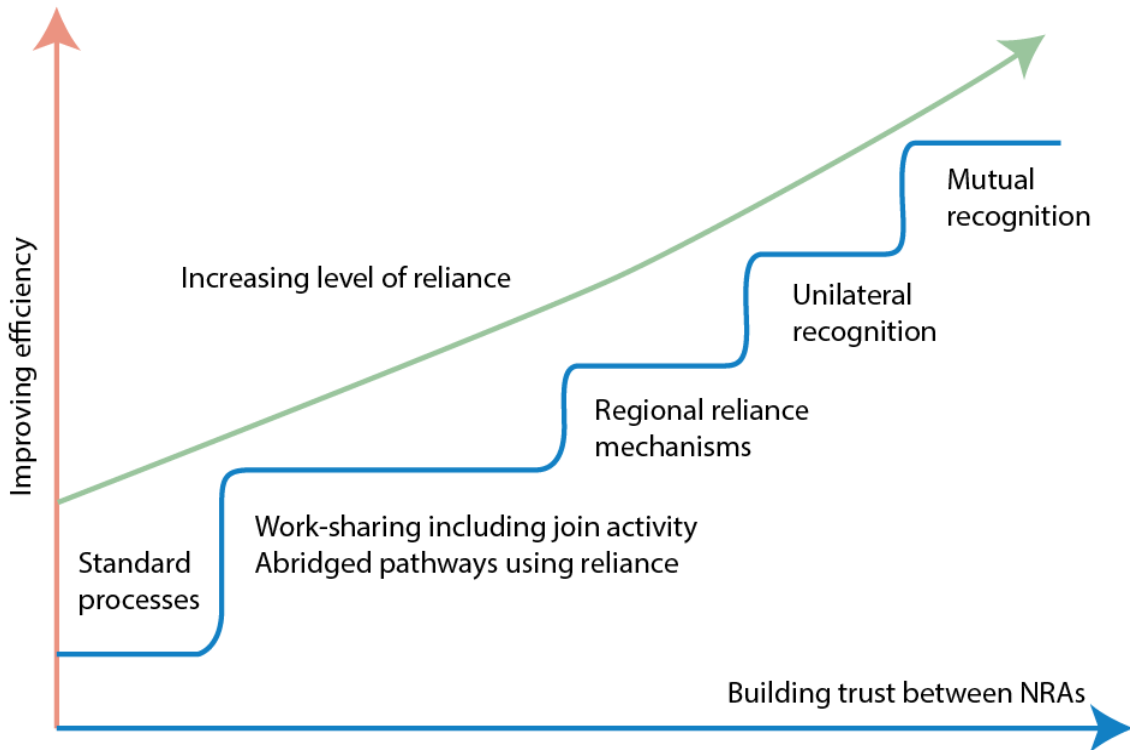 Improving efficiency
Increasing level of reliance
Mutual
recognition
Unilateral
recognition
Regional reliance
mechanisms
Work-sharing including join activity
Abridged pathways using reliance
Standard
processes
Building trust between NRAs